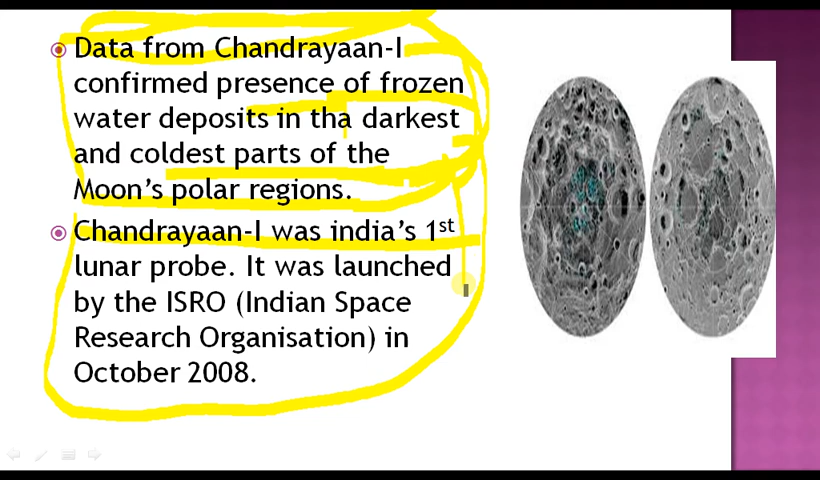 Data from Chandrayaan-I
confirmed presence of frozen
water deposits in tha darkest
and coldest parts of the
Moon's polar regions.
Chandrayaan-I was india's 1st
lunar probe. It was launched
by the ISRO (Indian Space
Research Organisation) in
October 2008.